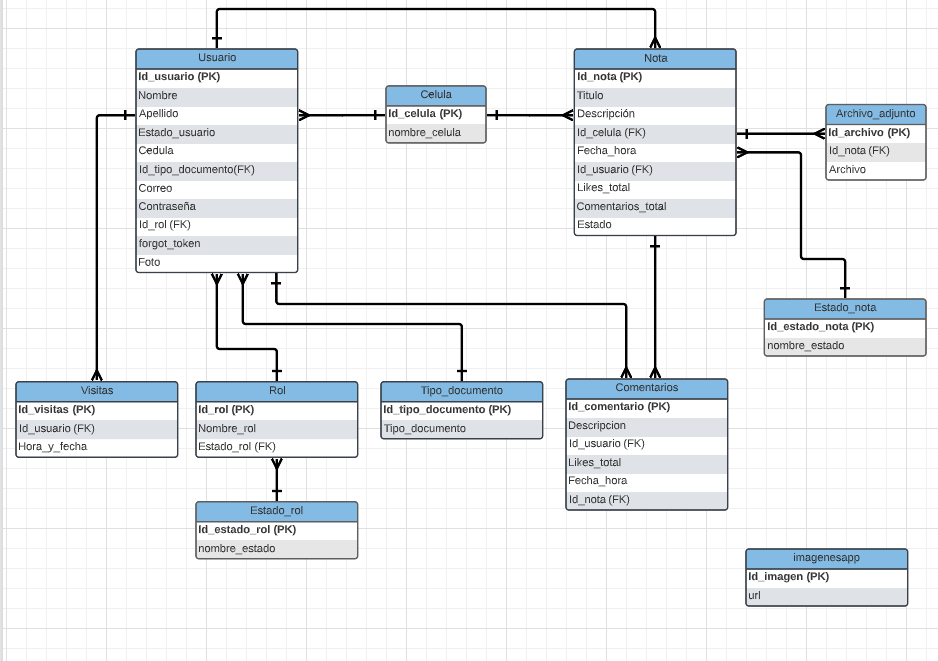 Usuario
Id_usuario (PK)
Nombre
Apellido
Estado_usuario
Cedula
Id_tipo_documento(FK)
Correo
Contraseña
Id_rol (FK)
forgot_token
Foto
Celula
Id_celula (PK)
nombre_celula
Nota
Id_nota (PK)
Titulo
Descripción
Id_celula (FK)
Fecha_hora
Id_usuario (FK)
Likes_total
Comentarios_total
Estado
Archivo_adjunto
Id_archivo (PK)
Id_nota (FK)
Archivo
Estado_nota
Id_estado_nota (PK)
nombre_estado
Visitas
Id_visitas (PK)
Id_usuario (FK)
Hora_y_fecha
Rol
Id_rol (PK)
Nombre_rol
Estado_rol (FK)
Tipo_documento
Id_tipo_documento (PK)
Tipo_documento
Comentarios
Id_comentario (PK)
Descripcion
Id_usuario (FK)
Likes_total
Fecha_hora
Id_nota (FK)
Estado_rol
Id_estado_rol (PK)
nombre_estado
imagenesapp
Id_imagen (PK)
url